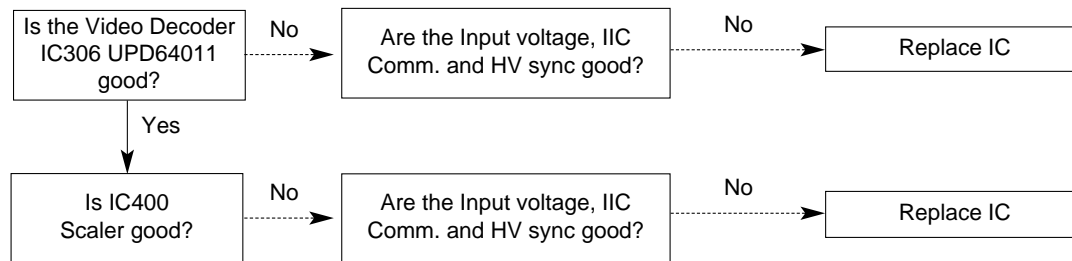 Is the Video Decoder
IC306 UPD64011
good?
No
Are the Input voltage, IIC
Comm. and HV sync good?
No
Replace IC
Yes
Is IC400
Scaler good?
No
Are the Input voltage, IIC
Comm. and HV sync good?
No
Replace IC